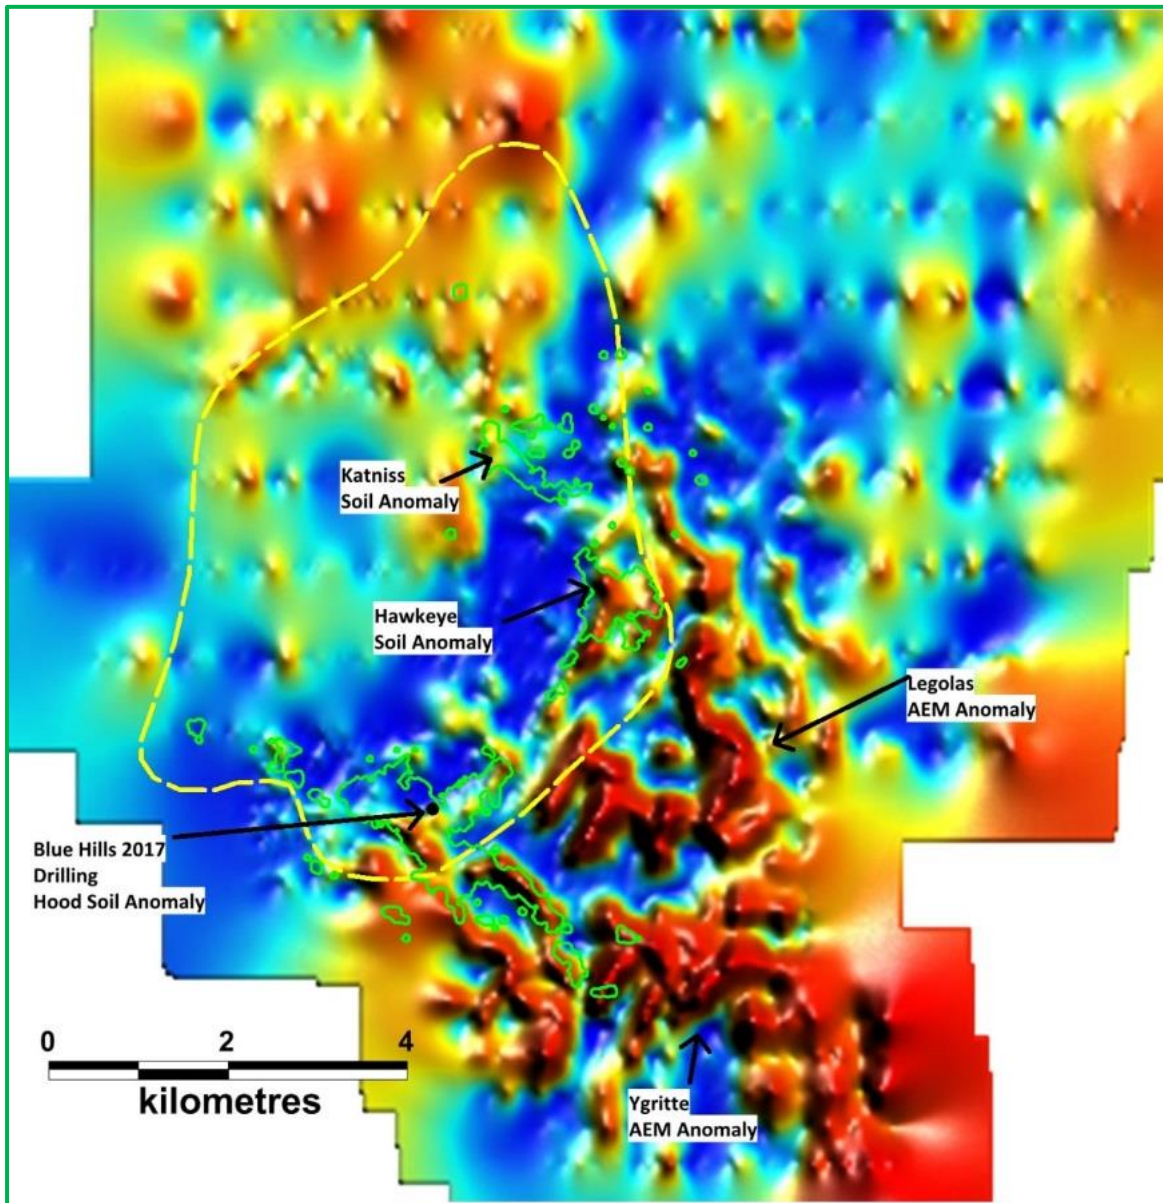 Katniss
Soil Anomaly
Hawkeye
Soil Anomaly
Legolas
AEM Anomaly
Blue Hills 2017
Drilling
Hood Soil Anomaly
0 2 4
kilometres
Ygritte
AEM Anomaly